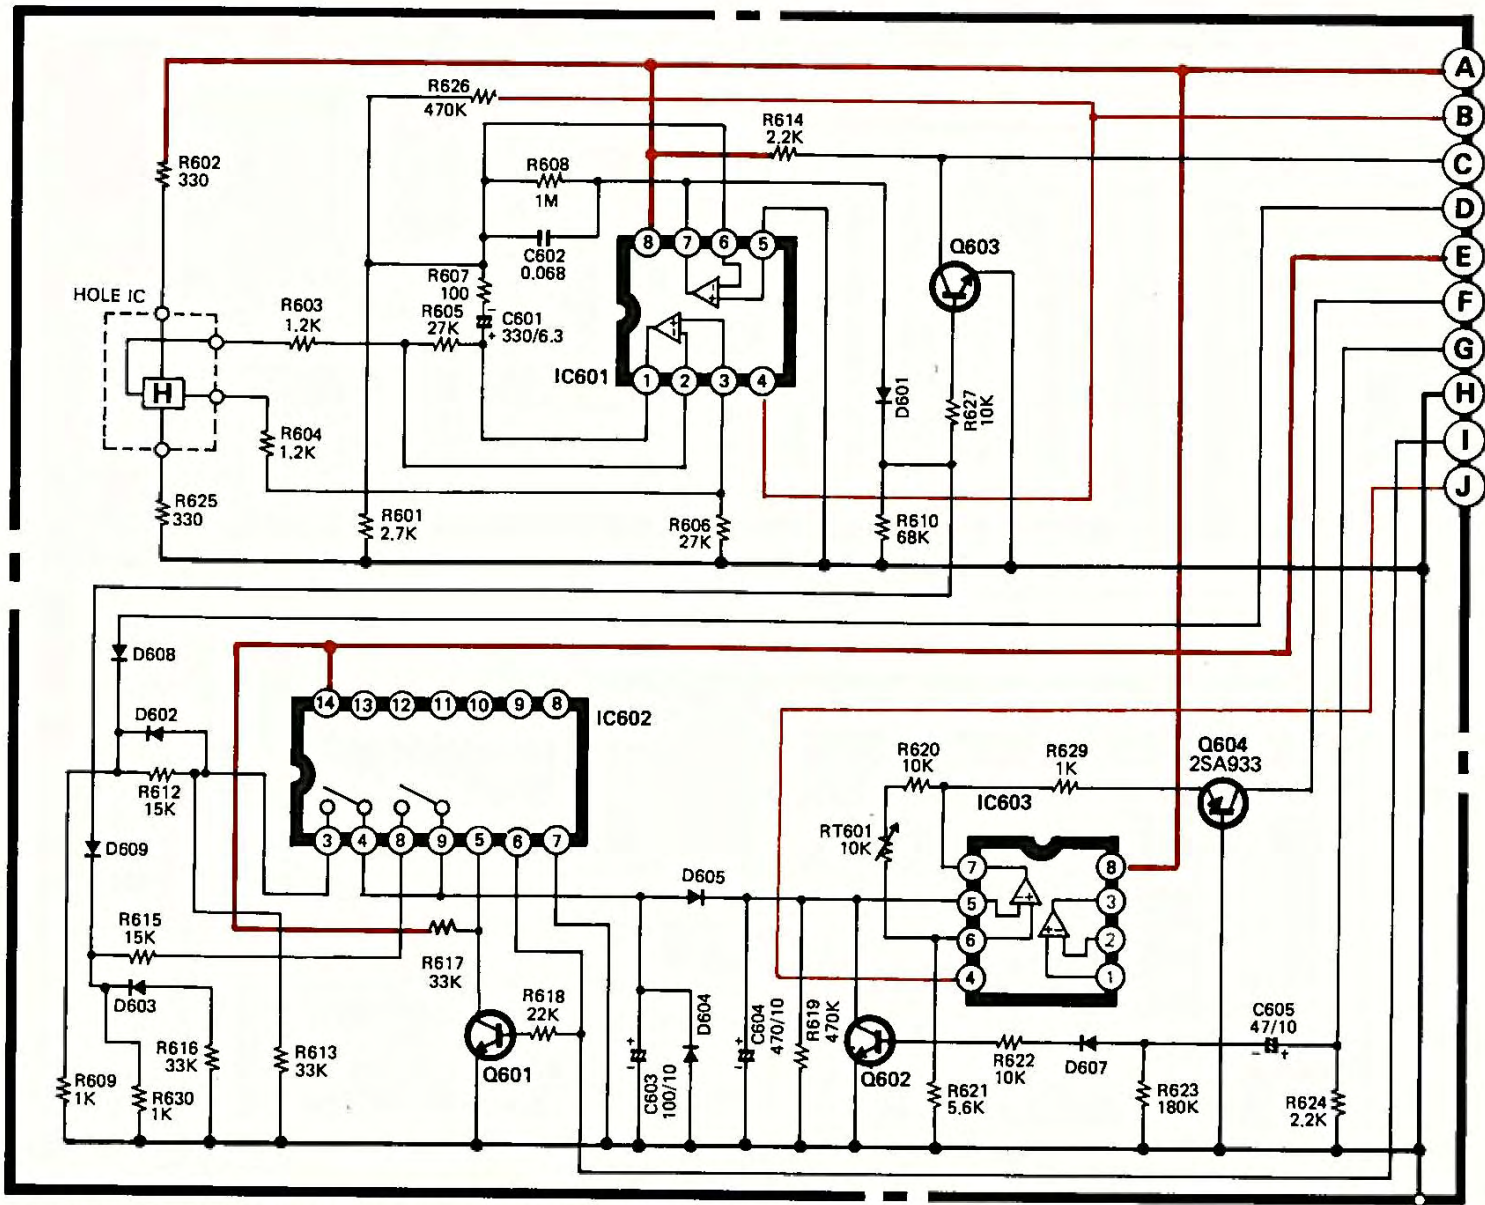 A
R626
470K
B
R614
2.2K
C
R602
330
R608
1M
D
C602
0.068
8
7
6
5
Q603
E
R607
100
HOLE IC
R603
1.2K
R605
27K
C601
330/6.3
-
+
F
G
H
IC601
1
2
3
4
D601
R627
10K
H
R604
1.2K
I
J
R625
330
R601
2.7K
R606
27K
R610
68K
D608
D602
14
13
12
11
10
9
8
IC602
R612
15K
R620
10K
R629
1K
Q604
2SA933
IC603
RT601
10K
D609
3
4
8
9
5
6
7
D605
7
8
5
3
6
2
4
1
R615
15K
R617
33K
D603
R618
22K
D604
C604
470/10
R619
470K
C605
47/10
- +
R616
33K
R613
33K
Q601
C603
100/10
+
-
+
-
Q602
R622
10K
D607
R609
1K
R630
1K
R621
5.6K
R623
180K
R624
2.2K